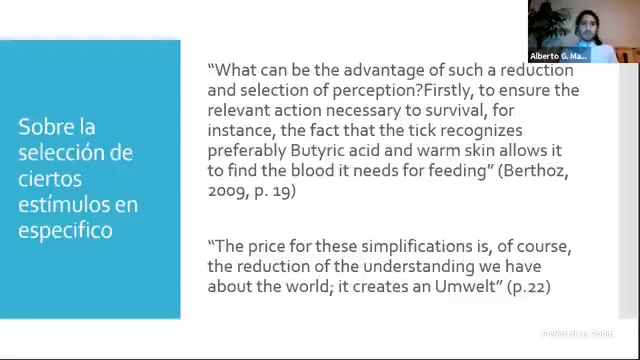 Alberto G. Ma...
Sobre la
selección de
ciertos
estímulos en
especifico
“What can be the advantage of such a reduction
and selection of perception?Firstly, to ensure the
relevant action necessary to survival, for
instance, the fact that the tick recognizes
preferably Butyric acid and warm skin allows it
to find the blood it needs for feeding” (Berthoz,
2009, p. 19)
“The price for these simplifications is, of course,
the reduction of the understanding we have
about the world; it creates an Umwelt” (p.22)
Powered by Zoom